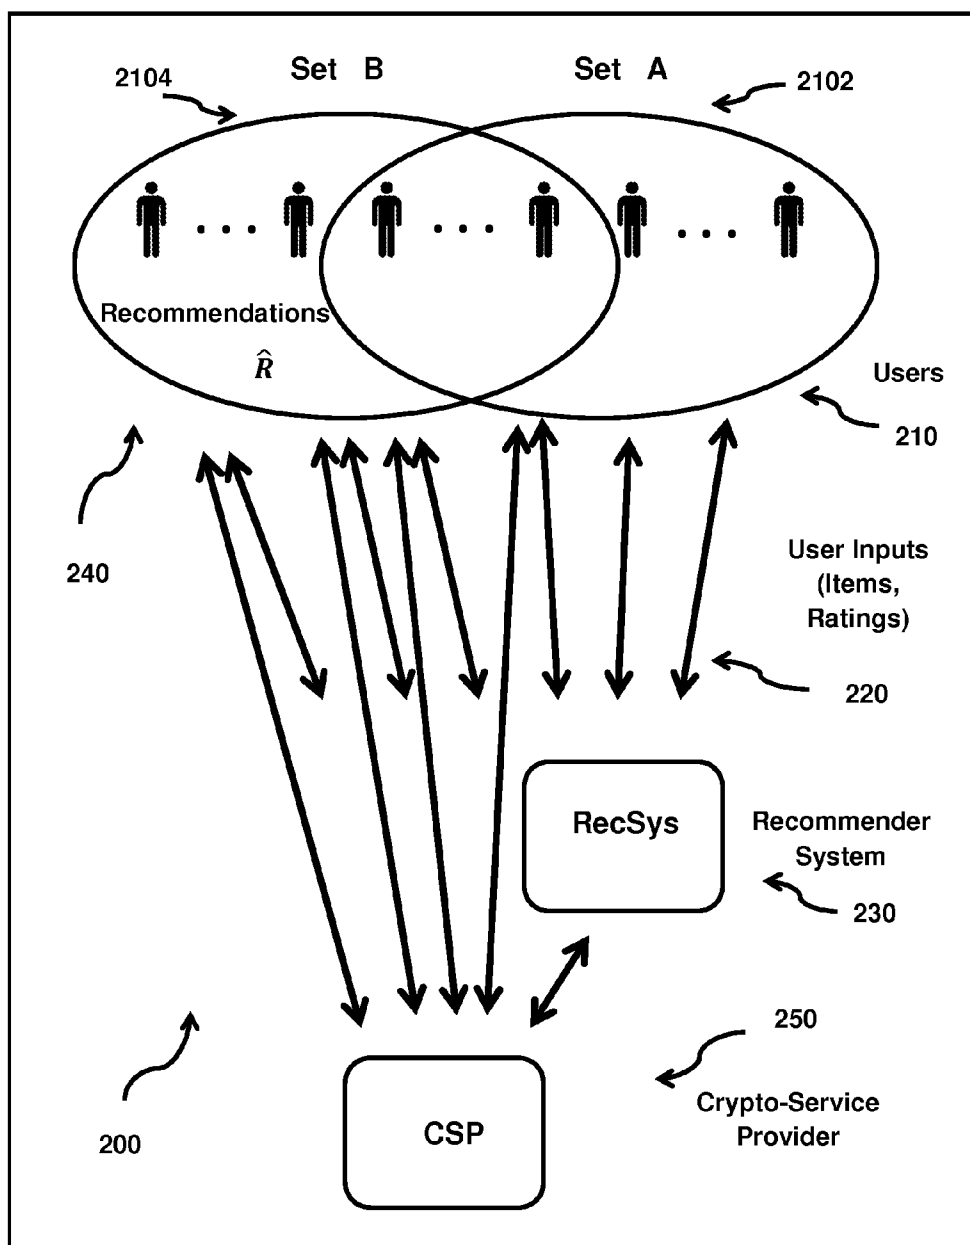 Set B
Set A
2104
2102
Recommendations
R̂
Users
210
240
User Inputs
(Items,
Ratings)
220
RecSys
Recommender
System
230
250
200
CSP
Crypto-Service
Provider